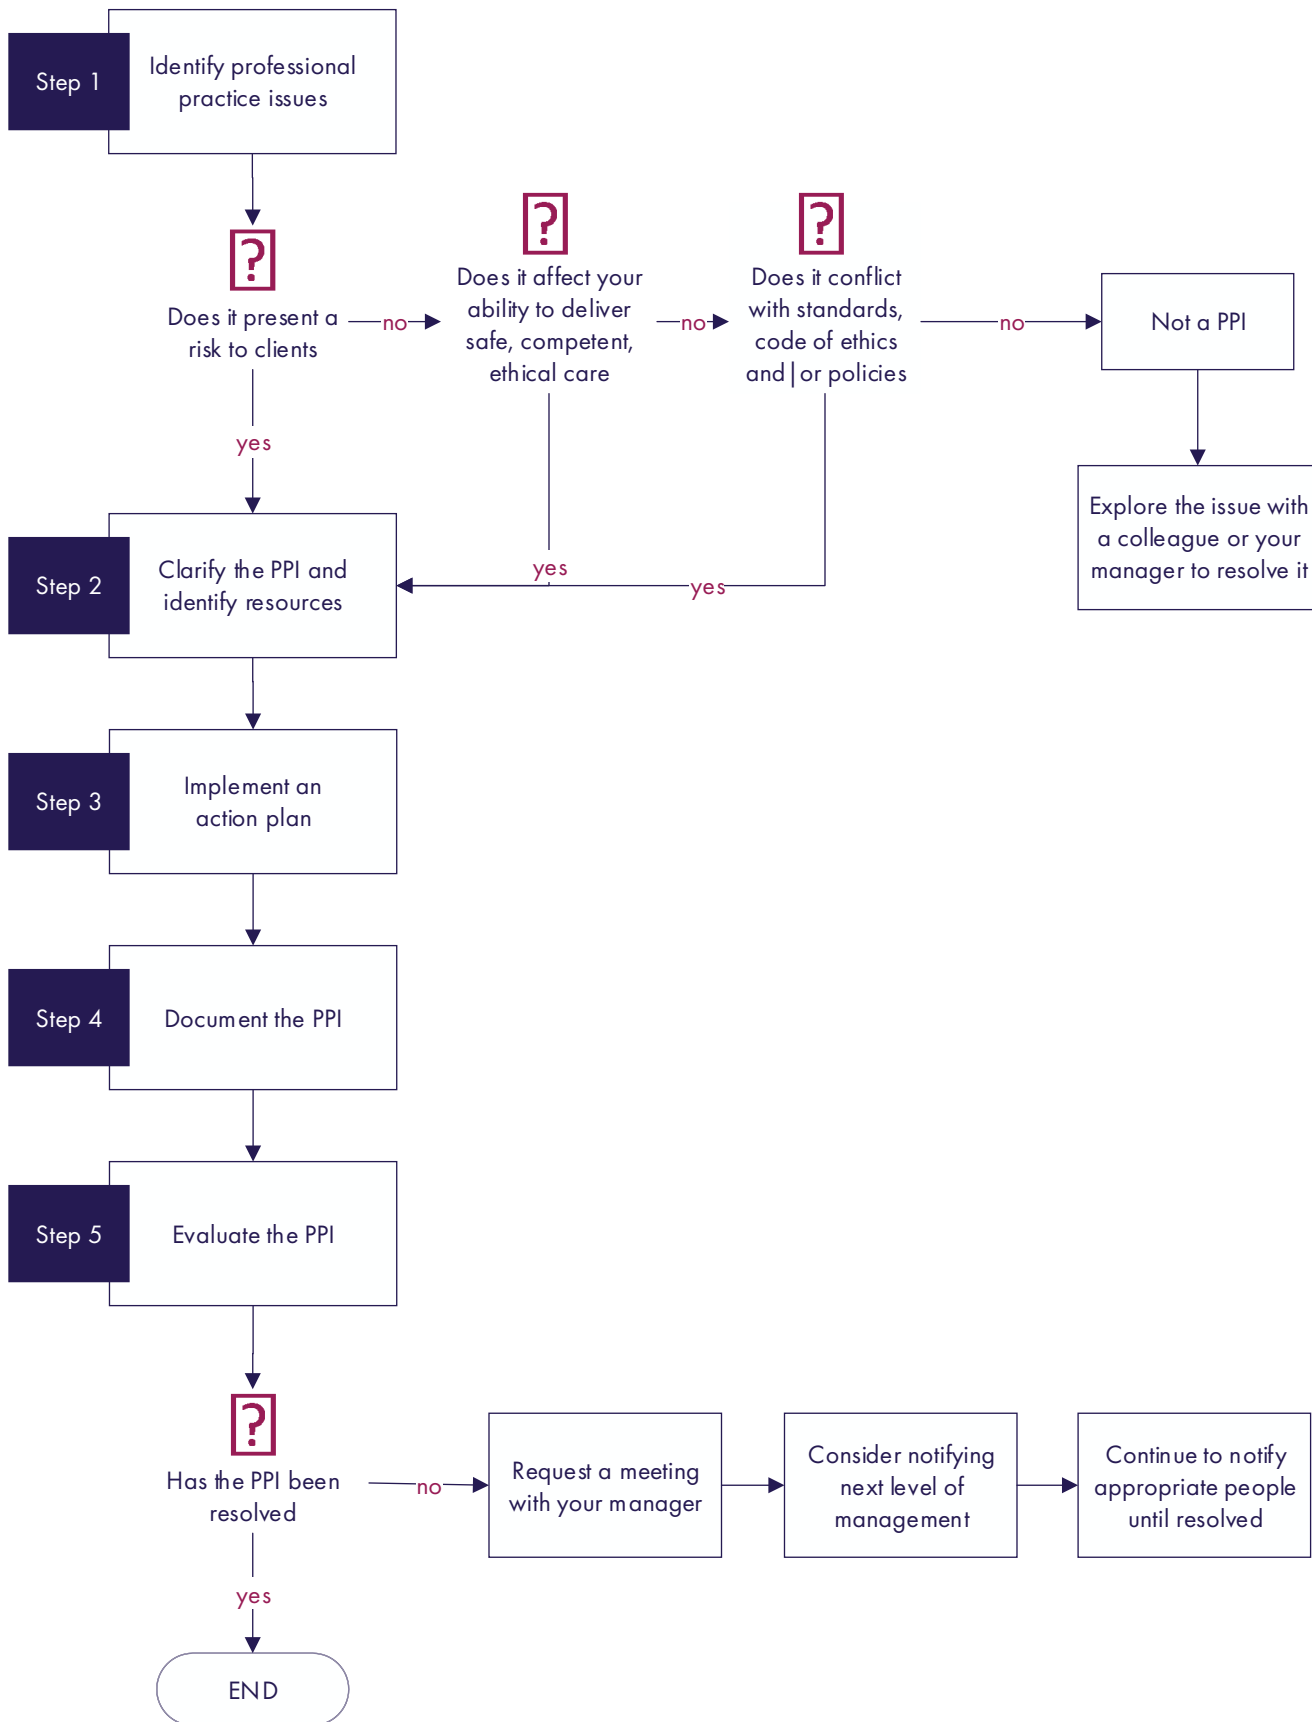 Step 1
Identify professional
practice issues
?
Does it present a
risk to clients
no
?
Does it affect your
ability to deliver
safe, competent,
ethical care
no
?
Does it conflict
with standards,
code of ethics
and|or policies
no
Not a PPI
Explore the issue with
a colleague or your
manager to resolve it
yes
yes
yes
Step 2
Clarify the PPI and
identify resources
Step 3
Implement an
action plan
Step 4
Document the PPI
Step 5
Evaluate the PPI
?
Has the PPI been
resolved
no
Request a meeting
with your manager
Consider notifying
next level of
management
Continue to notify
appropriate people
until resolved
yes
END